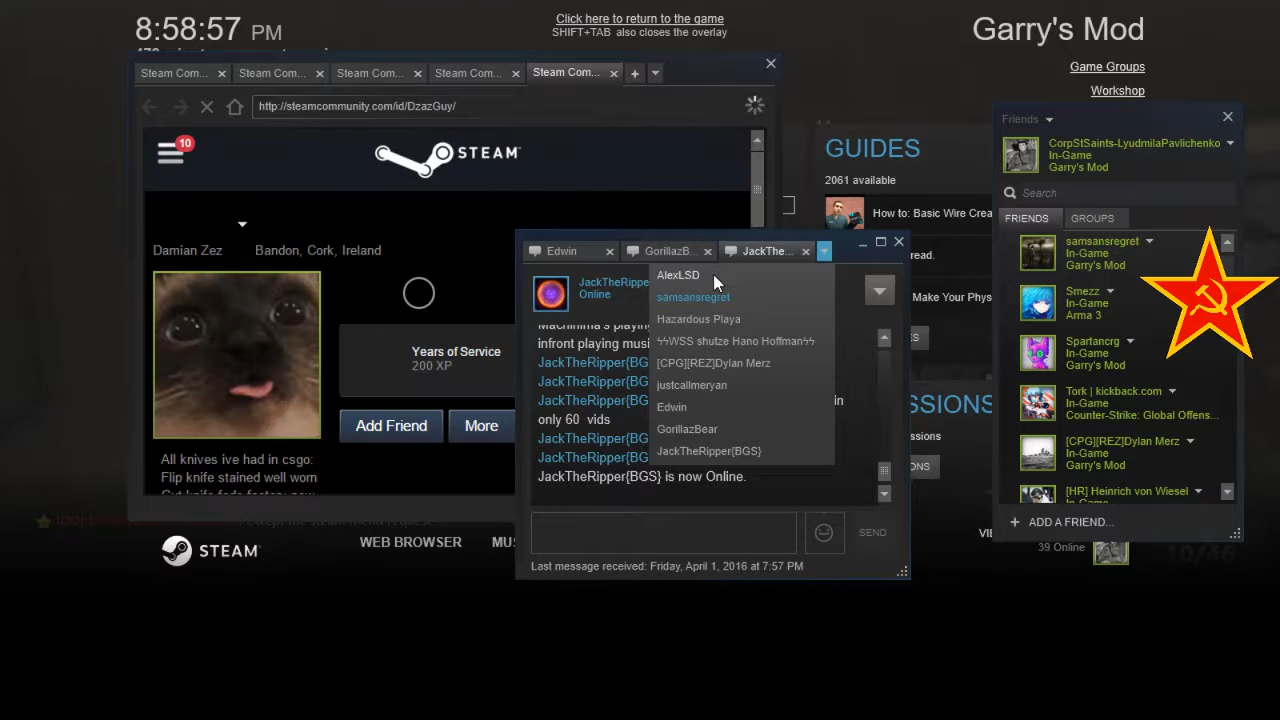 8:58:57 PM
Click here to return to the game
SHIFT+TAB also closes the overlay
Garry's Mod
Game Groups
Workshop
Steam Com...
Steam Com...
Steam Com...
Steam Com...
Steam Com...
http://steamcommunity.com/id/DzazGuy/
10
STEAM
Damian Zez
Bandon, Cork, Ireland
Years of Service
200 XP
Add Friend
More
All knives ive had in csgo:
Flip knife stained well worn
GUIDES
2061 available
How to: Basic Wire Crea
Make Your Phys
Friends
CorpStSaints-LyudmilaPavlichenko
In-Game
Garry's Mod
Search
FRIENDS
GROUPS
samsansregret
In-Game
Garry's Mod
Smezz
In-Game
Arma 3
Spartancrg
In-Game
Garry's Mod
Tork | kickback.com
In-Game
Counter-Strike: Global Offens...
[CPG][REZ]Dylan Merz
In-Game
Garry's Mod
[HR] Heinrich von Wiesel
ADD A FRIEND...
39 Online
Edwin
GorillazB...
JackThe...
JackTheRippe
Online
Machinima's playin
infront playing musi
JackTheRipper{BG
JackTheRipper{BG
JackTheRipper{BG
in
only 60 vids
JackTheRipper{BG
JackTheRipper{BG
JackTheRipper{BGS} is now Online.
AlexLSD
samsansregret
Hazardous Playa
ϟϟWSS shutze Hano Hoffmanϟϟ
[CPG][REZ]Dylan Merz
justcallmeryan
Edwin
GorillazBear
JackTheRipper{BGS}
SEND
Last message received: Friday, April 1, 2016 at 7:57 PM
STEAM
WEB BROWSER